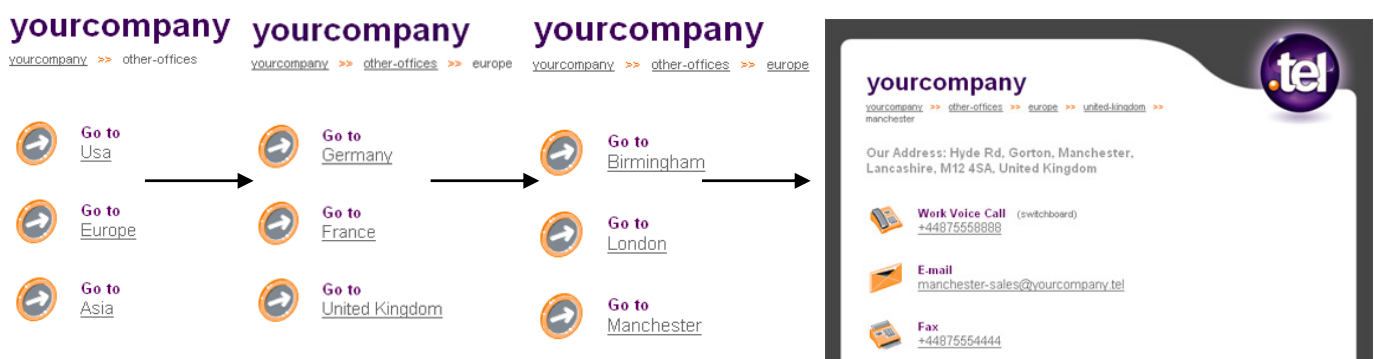 yourcompany
yourcompany >> other-offices
Go to
Usa
Go to
Europe
Go to
Asia
yourcompany
yourcompany >> other-offices >> europe
Go to
Germany
Go to
France
Go to
United Kingdom
yourcompany
yourcompany >> other-offices >> europe
Go to
Birmingham
Go to
London
Go to
Manchester
.tel
yourcompany
yourcompany >> other-offices >> europe >> united-kingdom >>
manchester
Our Address: Hyde Rd, Gorton, Manchester,
Lancashire, M12 4SA, United Kingdom
Work Voice Call (switchboard)
+44875558888
E-mail
manchester-sales@yourcompany.tel
Fax
+44875554444